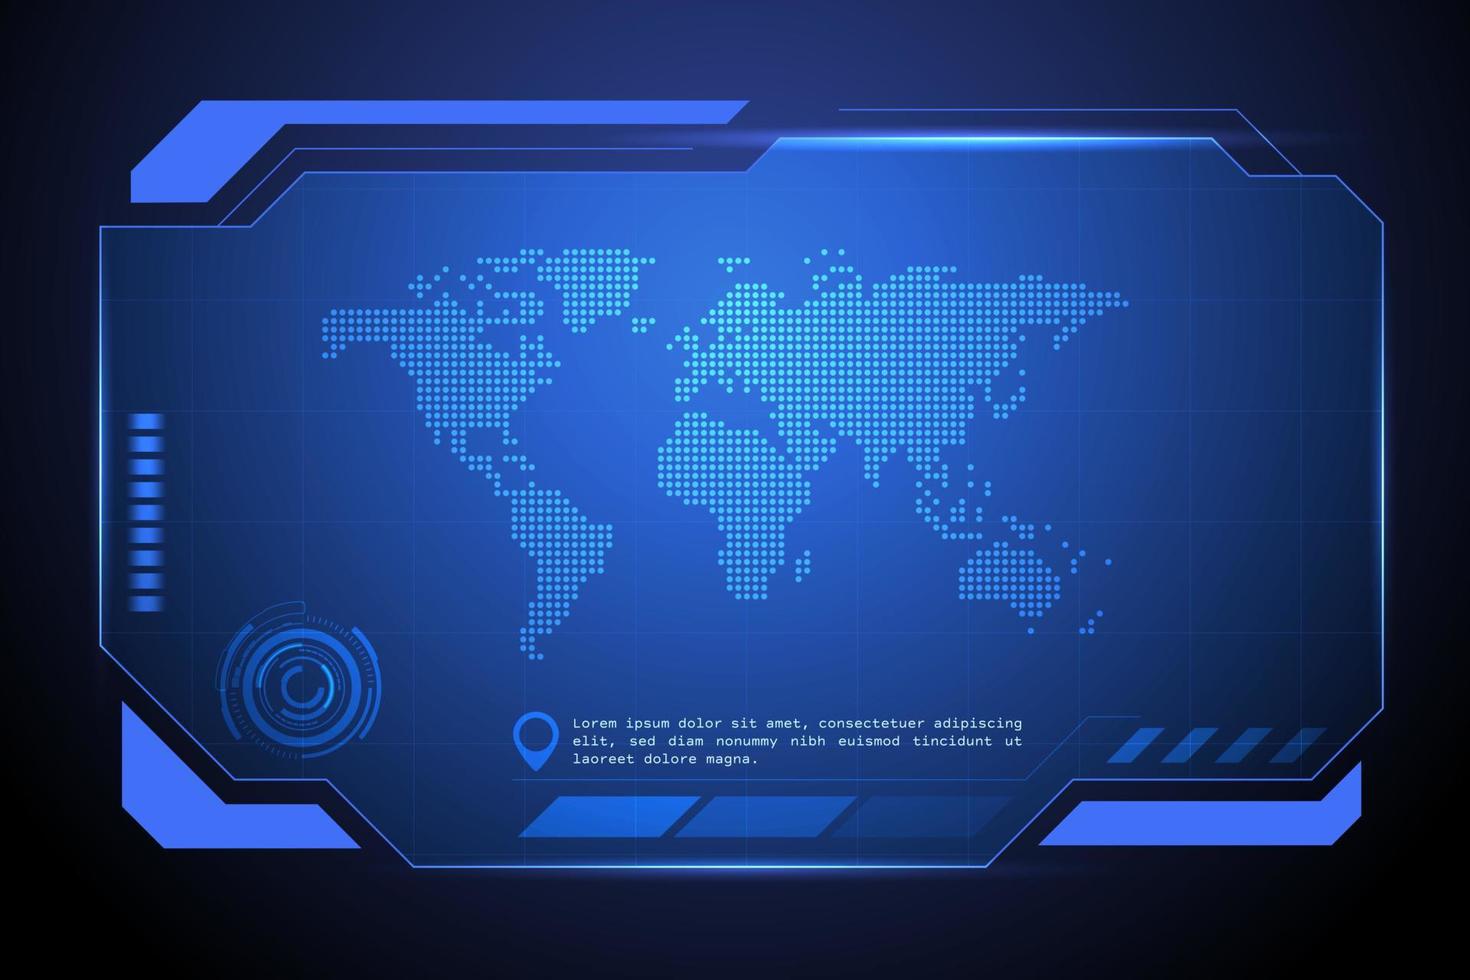 Lorem ipsum dolor sit amet, consectetuer adipiscing
elit, sed diam nonummy nibh euismod tincidunt ut
laoreet dolore magna.